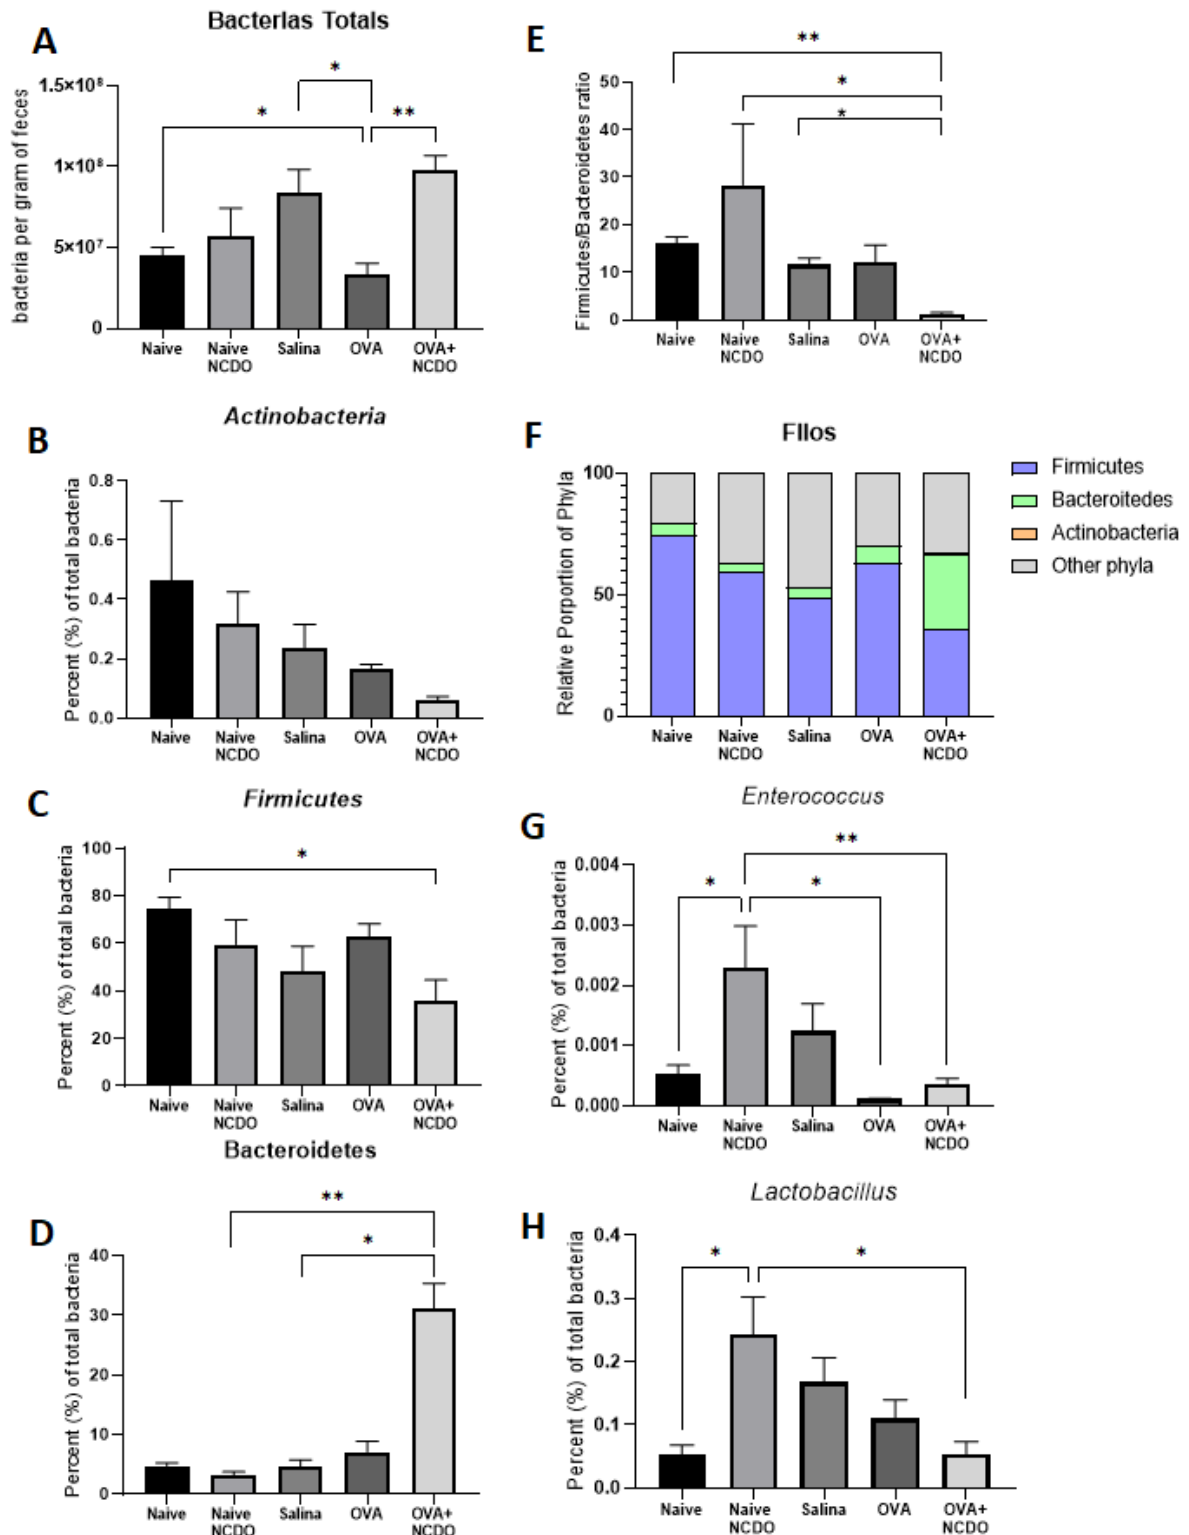 A
Bacterias Totals
bacteria per gram of feces
1.5×10⁸
1×10⁸
5×10⁷
0
*
*
**
Naive
Naive
NCDO
Salina
OVA
OVA+
NCDO
B
Actinobacteria
Percent (%) of total bacteria
0.8
0.6
0.4
0.2
0.0
Naive
Naive
NCDO
Salina
OVA
OVA+
NCDO
C
Firmicutes
Percent (%) of total bacteria
100
80
60
40
20
0
*
Naive
Naive
NCDO
Salina
OVA
OVA+
NCDO
D
Bacteroidetes
Percent (%) of total bacteria
40
30
20
10
0
**
*
Naive
Naive
NCDO
Salina
OVA
OVA+
NCDO
E
Firmicutes/Bacteroidetes ratio
50
40
30
20
10
0
**
*
*
Naive
Naive
NCDO
Salina
OVA
OVA+
NCDO
F
Filos
Relative Porportion of Phyla
100
50
0
Naive
Naive
NCDO
Salina
OVA
OVA+
NCDO
Firmicutes
Bacteroitedes
Actinobacteria
Other phyla
G
Enterococcus
Percent (%) of total bacteria
0.004
0.003
0.002
0.001
0.000
**
*
*
Naive
Naive
NCDO
Salina
OVA
OVA+
NCDO
H
Lactobacillus
Percent (%) of total bacteria
0.4
0.3
0.2
0.1
0.0
*
*
Naive
Naive
NCDO
Salina
OVA
OVA+
NCDO